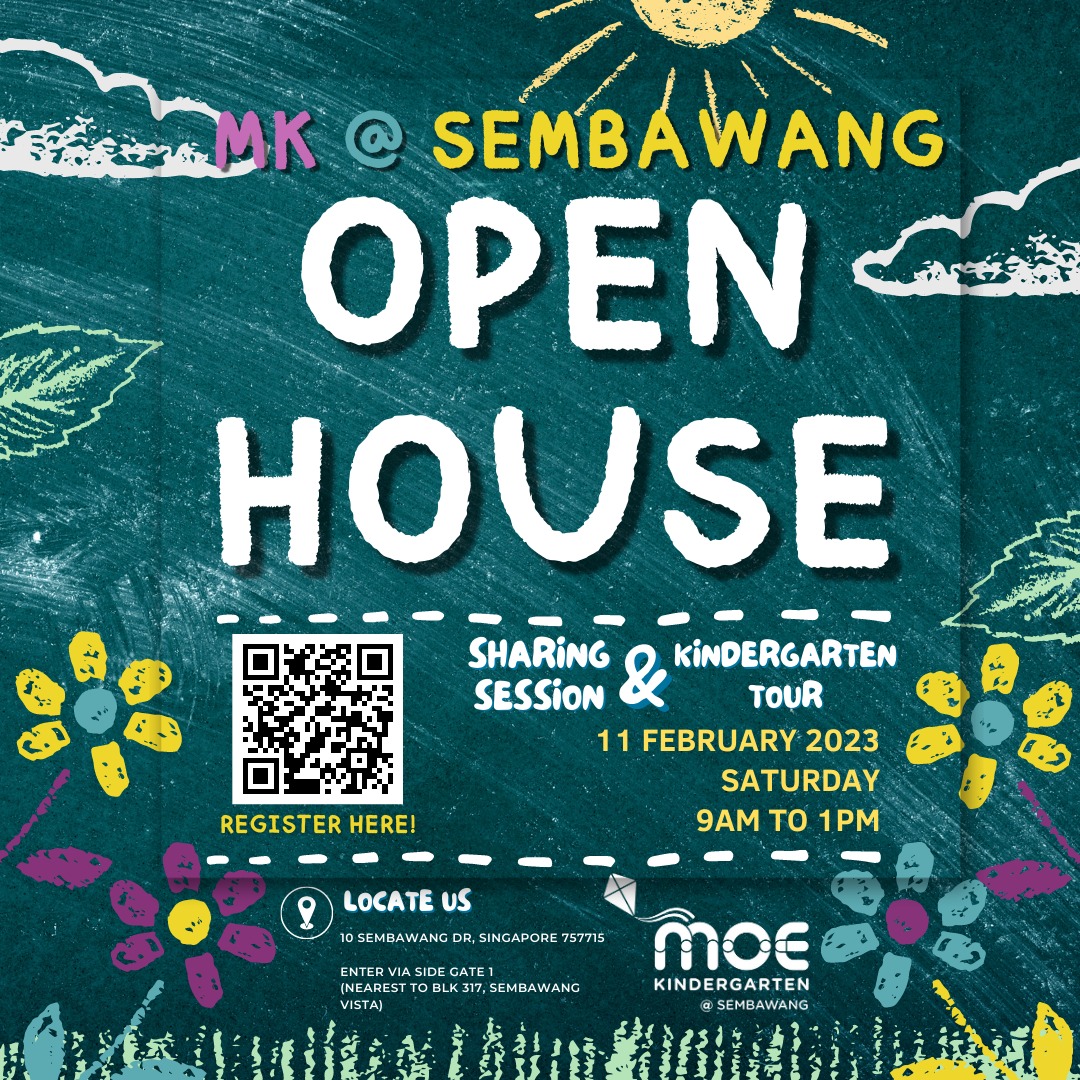 MK @ SEMBAWANG
OPEN
HOUSE
SHARING SESSION & KINDERGARTEN TOUR
11 FEBRUARY 2023
SATURDAY
9AM TO 1PM
REGISTER HERE!
LOCATE US
10 SEMBAWANG DR, SINGAPORE 757715
ENTER VIA SIDE GATE 1
(NEAREST TO BLK 317, SEMBAWANG
VISTA)
MOE
KINDERGARTEN
@ SEMBAWANG